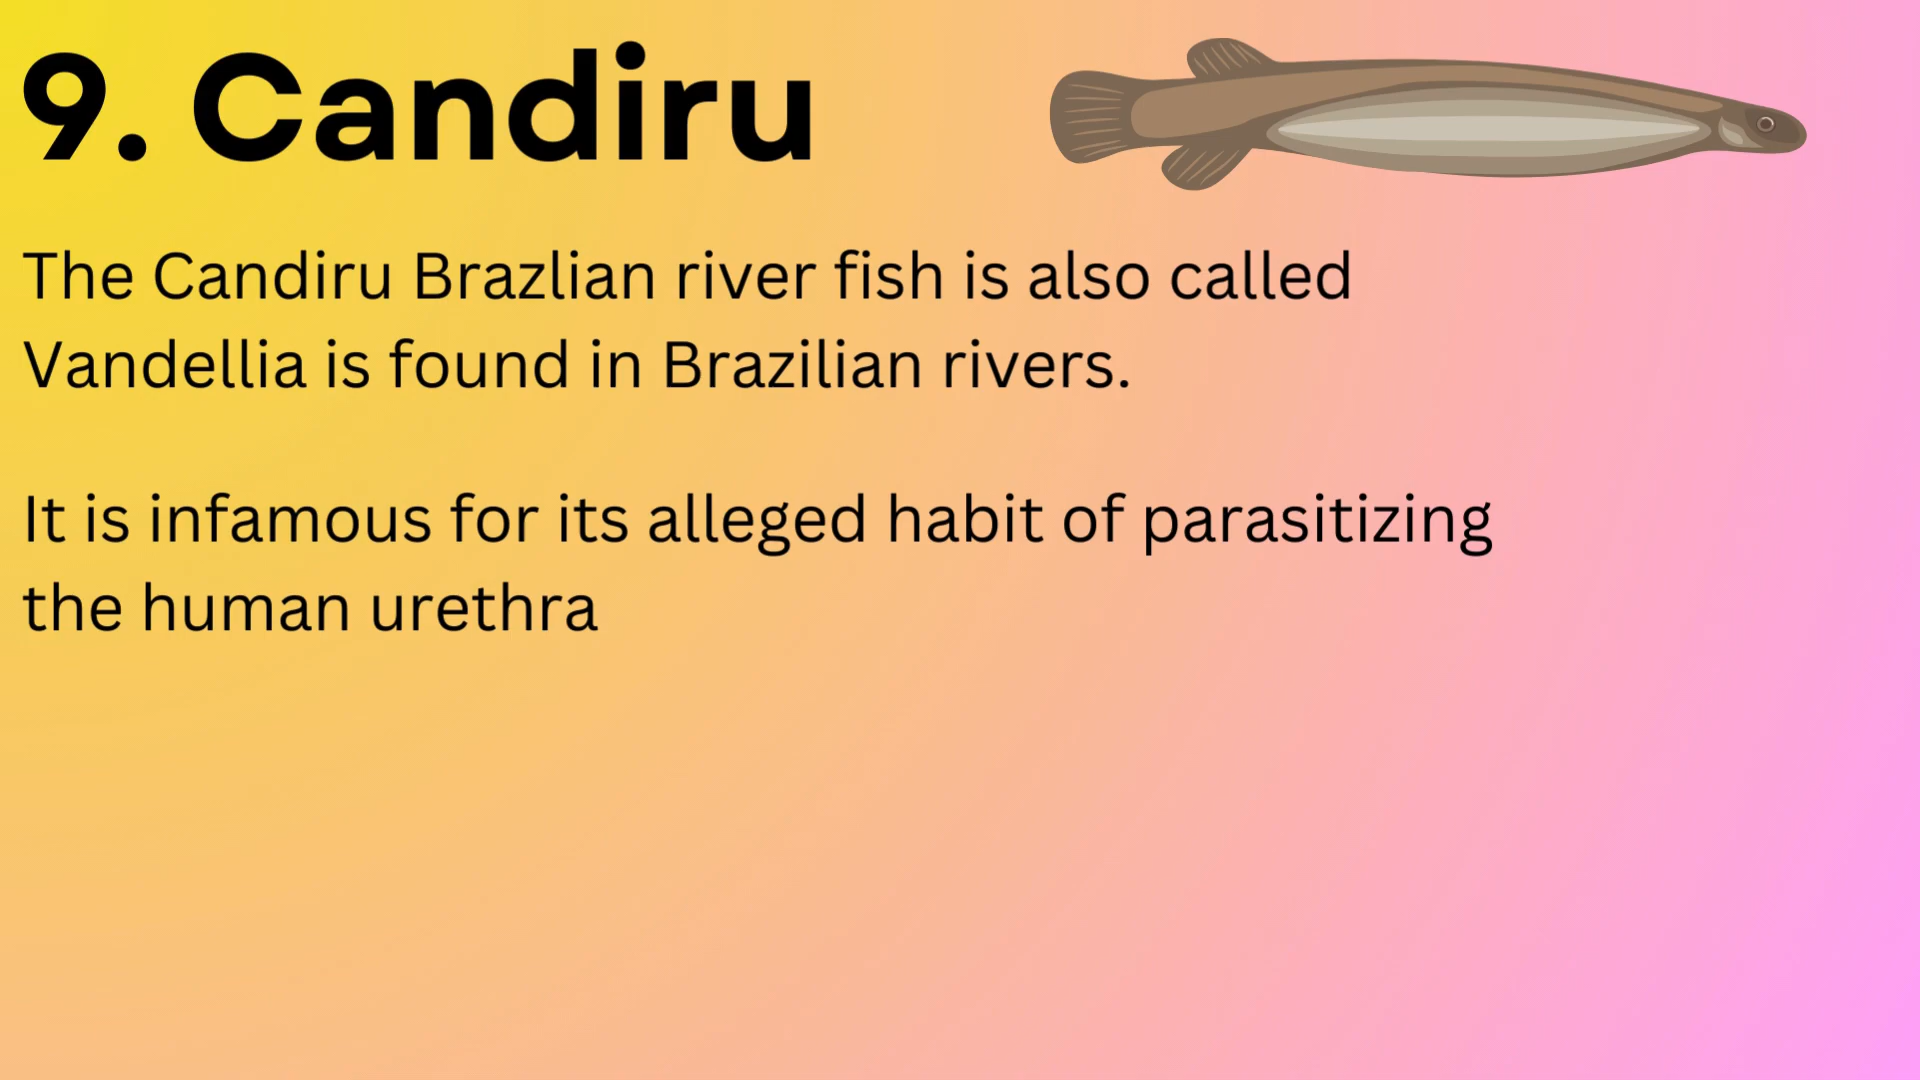 9. Candiru
The Candiru Brazlian river fish is also called
Vandellia is found in Brazilian rivers.
It is infamous for its alleged habit of parasitizing
the human urethra